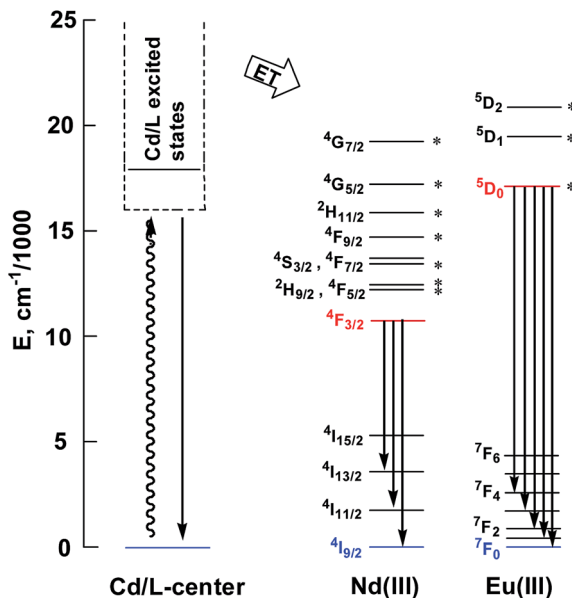 25
20
15
10
5
0
E, cm⁻¹/1000
Cd/L excited
states
ET
⁴G₇/₂ *
⁴G₅/₂ *
²H₁₁/₂ *
⁴F₉/₂ *
⁴S₃/₂ , ⁴F₇/₂ *
²H₉/₂ , ⁴F₅/₂ *
*
⁴F₃/₂
⁴I₁₅/₂
⁴I₁₃/₂
⁴I₁₁/₂
⁴I₉/₂
⁵D₂ *
⁵D₁ *
⁵D₀ *
⁷F₆
⁷F₄
⁷F₂
⁷F₀
Cd/L-center
Nd(III)
Eu(III)